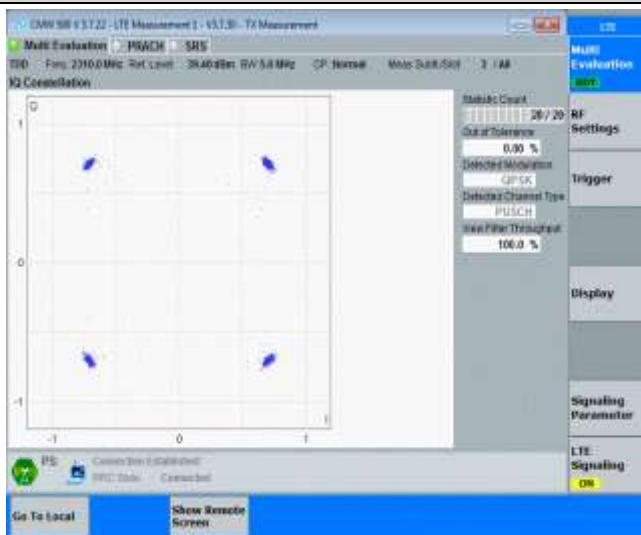 CMW 500 V 3.7.22 - LTE Measurement 1 - V3.7.30 - TX Measurement
Multi Evaluation PRACH SRS
TDD Freq. Ref. Level BW: 5.0 MHz CP: Normal Meas Subfr./Slot 3 / All
IQ Constellation
Q
1
0
-1
-1 0 1
I
Statistic Count
20 / 20
Out of Tolerance
0.00 %
Detected Modulation
QPSK
Detected Channel Type
PUSCH
View Filter Throughput
100.0 %
PS: Connection Established
RRC State: Connected
Go To Local
Show Remote
Screen
LTE
Multi
Evaluation
RDY
RF
Settings
Trigger
Display
Signaling
Parameter
LTE
Signaling
ON